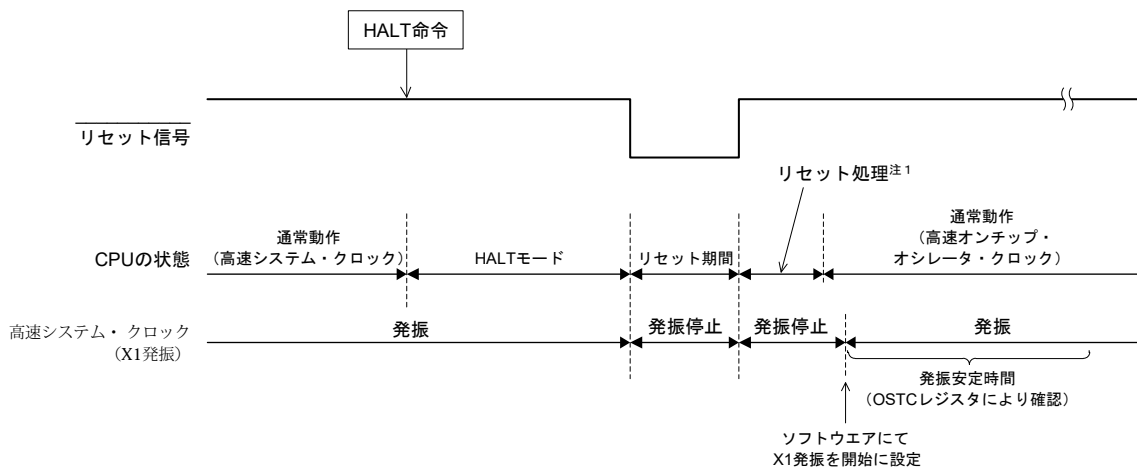 HALT命令
リセット信号
リセット処理注1
CPUの状態
通常動作
(高速システム・クロック)
HALTモード
リセット期間
通常動作
(高速オンチップ・
オシレータ・クロック)
高速システム・ クロック
(X1発振)
発振
発振停止
発振停止
発振
発振安定時間
(OSTCレジスタにより確認)
ソフトウエアにて
X1発振を開始に設定